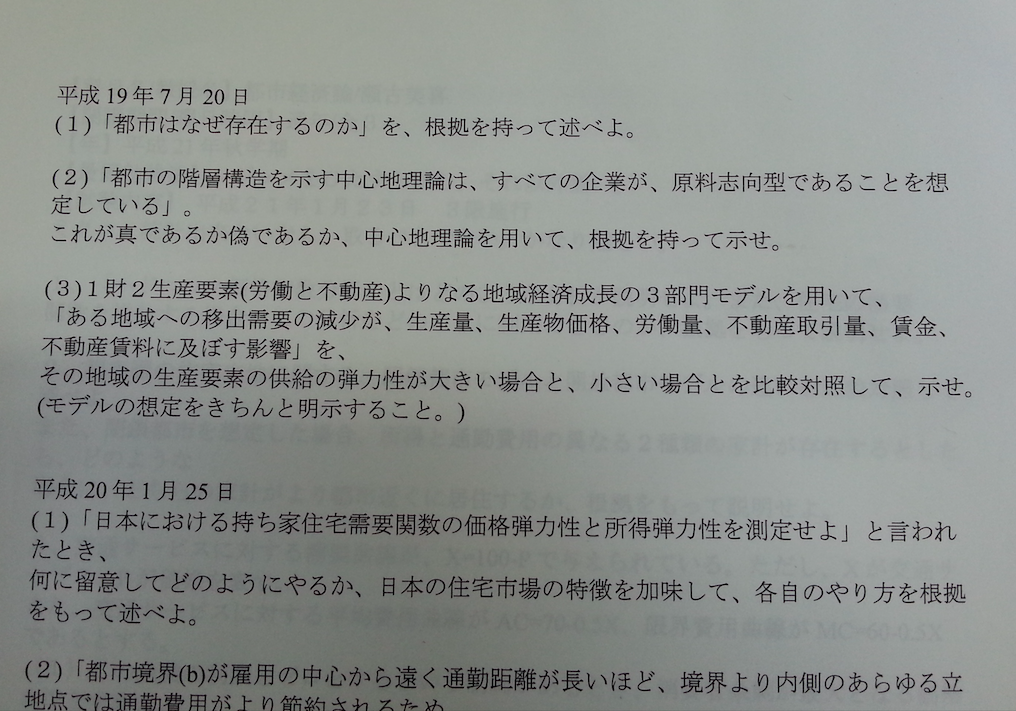 平成 19 年 7 月 20 日
(１)「都市はなぜ存在するのか」を、根拠を持って述べよ。
(２)「都市の階層構造を示す中心地理論は、すべての企業が、原料志向型であることを想
定している」。
これが真であるか偽であるか、中心地理論を用いて、根拠を持って示せ。
(３)１財２生産要素(労働と不動産)よりなる地域経済成長の３部門モデルを用いて、
「ある地域への移出需要の減少が、生産量、生産物価格、労働量、不動産取引量、賃金、
不動産賃料に及ぼす影響」を、
その地域の生産要素の供給の弾力性が大きい場合と、小さい場合とを比較対照して、示せ。
(モデルの想定をきちんと明示すること。)
平成 20 年 1 月 25 日
(１)「日本における持ち家住宅需要関数の価格弾力性と所得弾力性を測定せよ」と言われ
たとき、
何に留意してどのようにやるか、日本の住宅市場の特徴を加味して、各自のやり方を根拠
をもって述べよ。
(２)「都市境界(b)が雇用の中心から遠く通勤距離が長いほど、境界より内側のあらゆる立
地点では通勤費用がより節約されるため